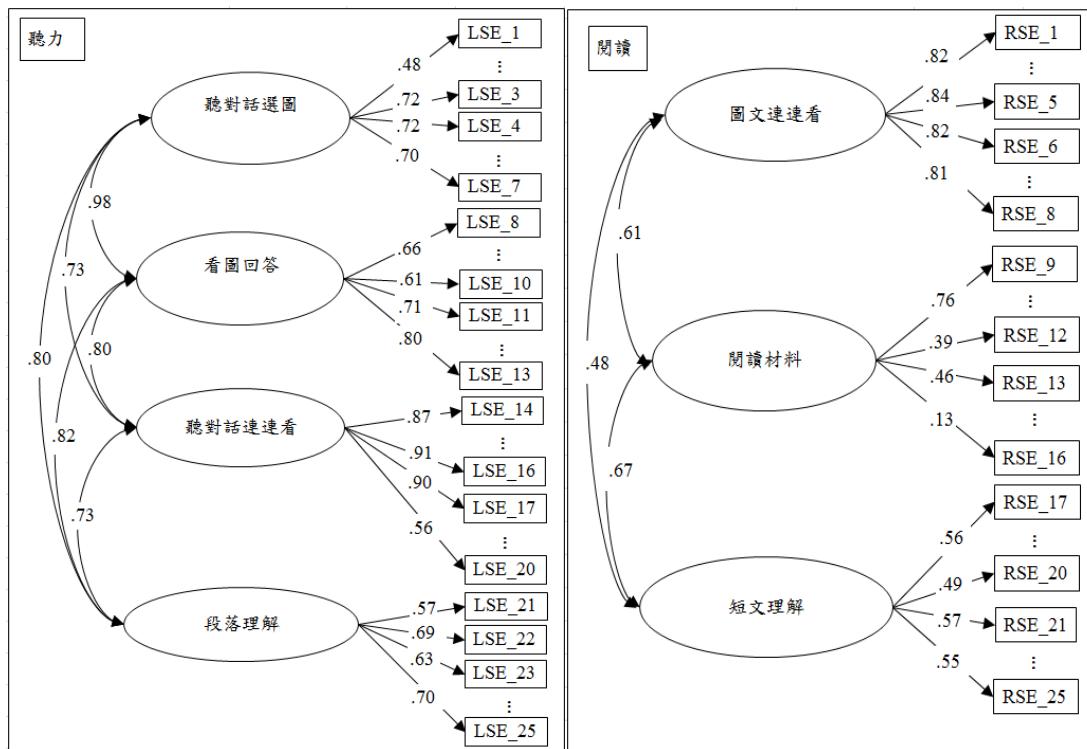 聽力
LSE_1
.48
⋮
聽對話選圖
.72
LSE_3
.72
LSE_4
.70
⋮
LSE_7
.98
LSE_8
.66
⋮
看圖回答
.61
LSE_10
.71
LSE_11
.73
.80
⋮
LSE_13
.80
.80
.87
LSE_14
聽對話連連看
⋮
.82
.91
LSE_16
.90
LSE_17
.73
.56
⋮
LSE_20
.57
LSE_21
段落理解
.69
LSE_22
.63
LSE_23
.70
⋮
LSE_25
閱讀
RSE_1
.82
⋮
圖文連連看
.84
RSE_5
.82
RSE_6
.81
⋮
RSE_8
.61
RSE_9
.76
⋮
閱讀材料
.39
RSE_12
.48
.46
RSE_13
.13
⋮
RSE_16
.67
RSE_17
.56
⋮
短文理解
.49
RSE_20
.57
RSE_21
.55
⋮
RSE_25